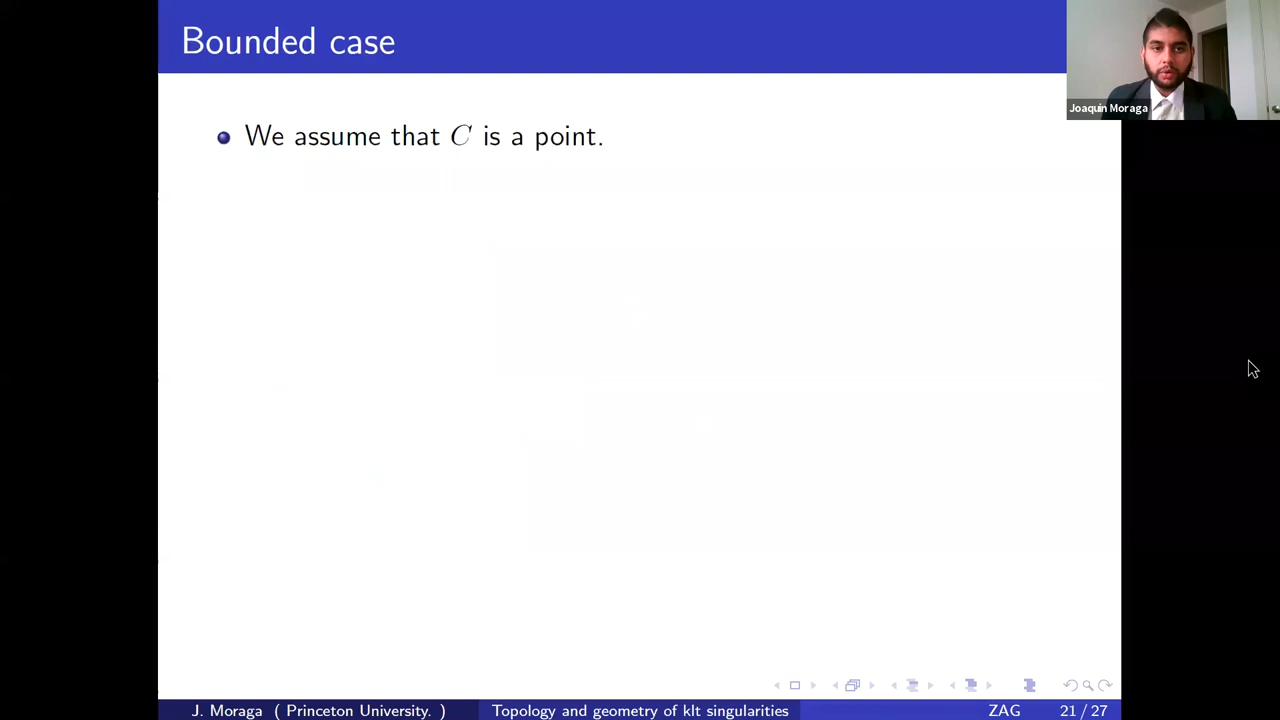 Bounded case
Joaquin Moraga
We assume that C is a point.
J. Moraga ( Princeton University. )
Topology and geometry of klt singularities
ZAG
21 / 27